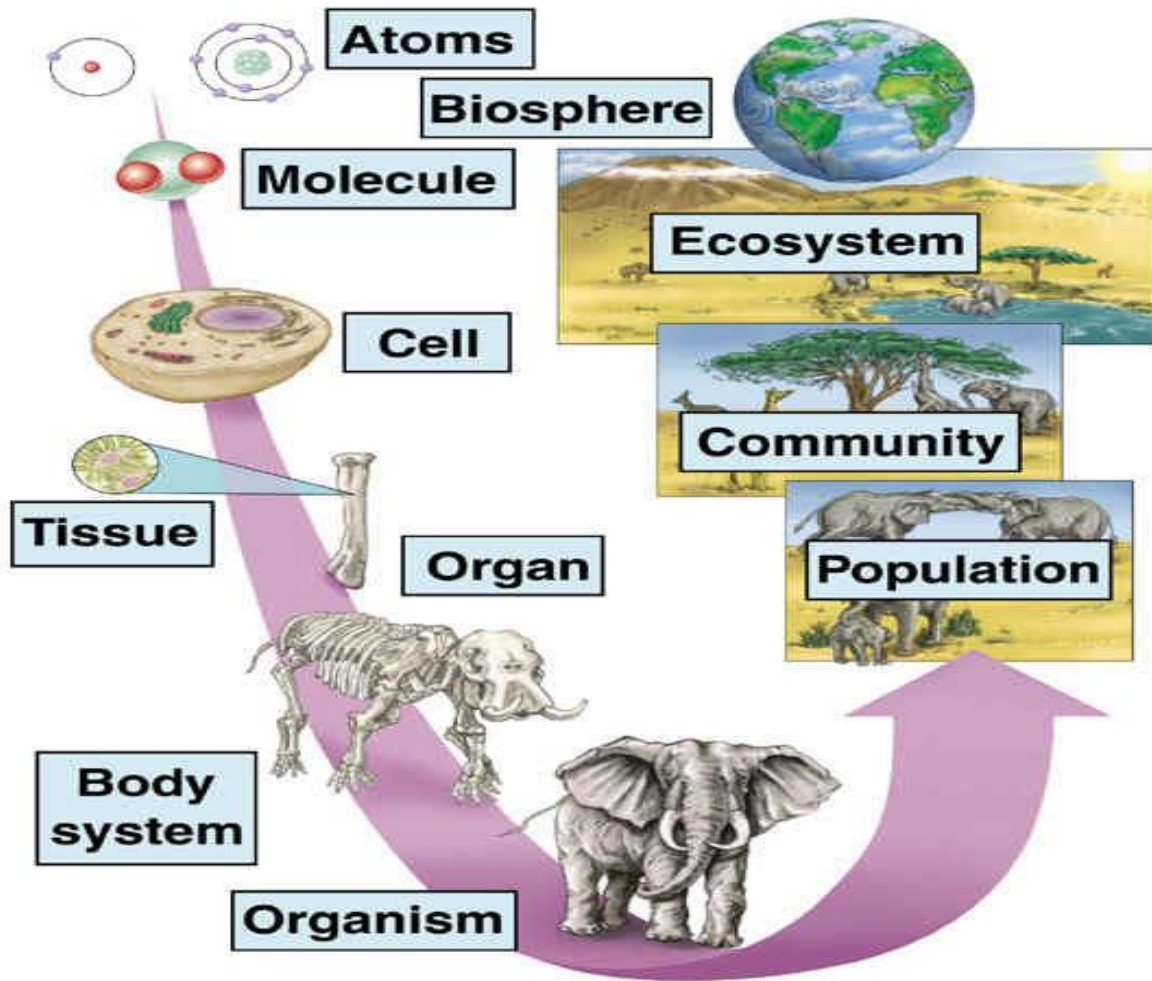 Atoms
Biosphere
Molecule
Ecosystem
Cell
Community
Tissue
Organ
Population
Body
system
Organism